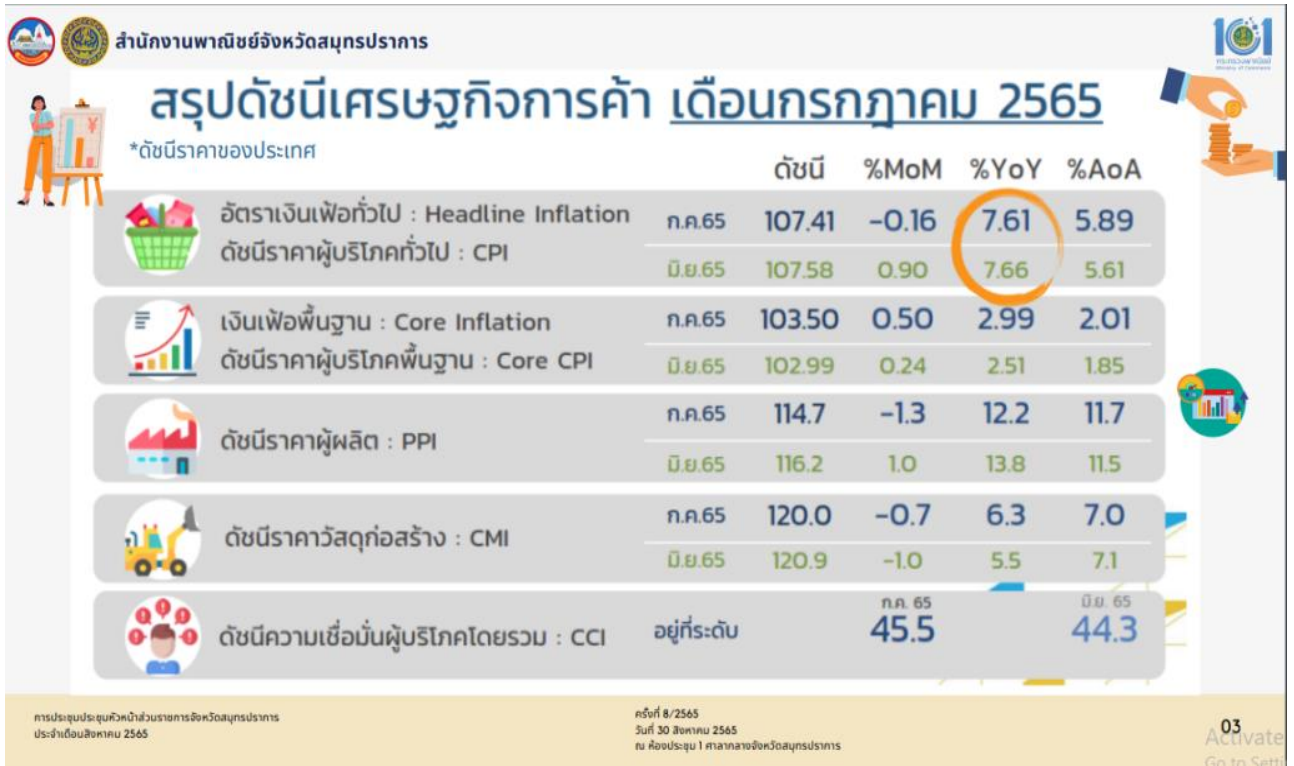 สำนักงานพาณิชย์จังหวัดสมุทรปราการ
101
กระทรวงพาณิชย์
Ministry of Commerce
สรุปดัชนีเศรษฐกิจการค้า เดือนกรกฎาคม 2565
*ดัชนีราคาของประเทศ
ดัชนี %MoM %YoY %AoA
อัตราเงินเฟ้อทั่วไป : Headline Inflation ก.ค.65 107.41 -0.16 7.61 5.89
ดัชนีราคาผู้บริโภคทั่วไป : CPI มิ.ย.65 107.58 0.90 7.66 5.61
เงินเฟ้อพื้นฐาน : Core Inflation ก.ค.65 103.50 0.50 2.99 2.01
ดัชนีราคาผู้บริโภคพื้นฐาน : Core CPI มิ.ย.65 102.99 0.24 2.51 1.85
ก.ค.65 114.7 -1.3 12.2 11.7
ดัชนีราคาผู้ผลิต : PPI
มิ.ย.65 116.2 1.0 13.8 11.5
ก.ค.65 120.0 -0.7 6.3 7.0
ดัชนีราคาวัสดุก่อสร้าง : CMI
มิ.ย.65 120.9 -1.0 5.5 7.1
ก.ค. 65 มิ.ย. 65
ดัชนีความเชื่อมั่นผู้บริโภคโดยรวม : CCI อยู่ที่ระดับ 45.5 44.3
การประชุมประชุมหัวหน้าส่วนราชการจังหวัดสมุทรปราการ
ประจำเดือนสิงหาคม 2565
ครั้งที่ 8/2565
วันที่ 30 สิงหาคม 2565
ณ ห้องประชุม 1 ศาลากลางจังหวัดสมุทรปราการ
03
Activate
Go to Setti